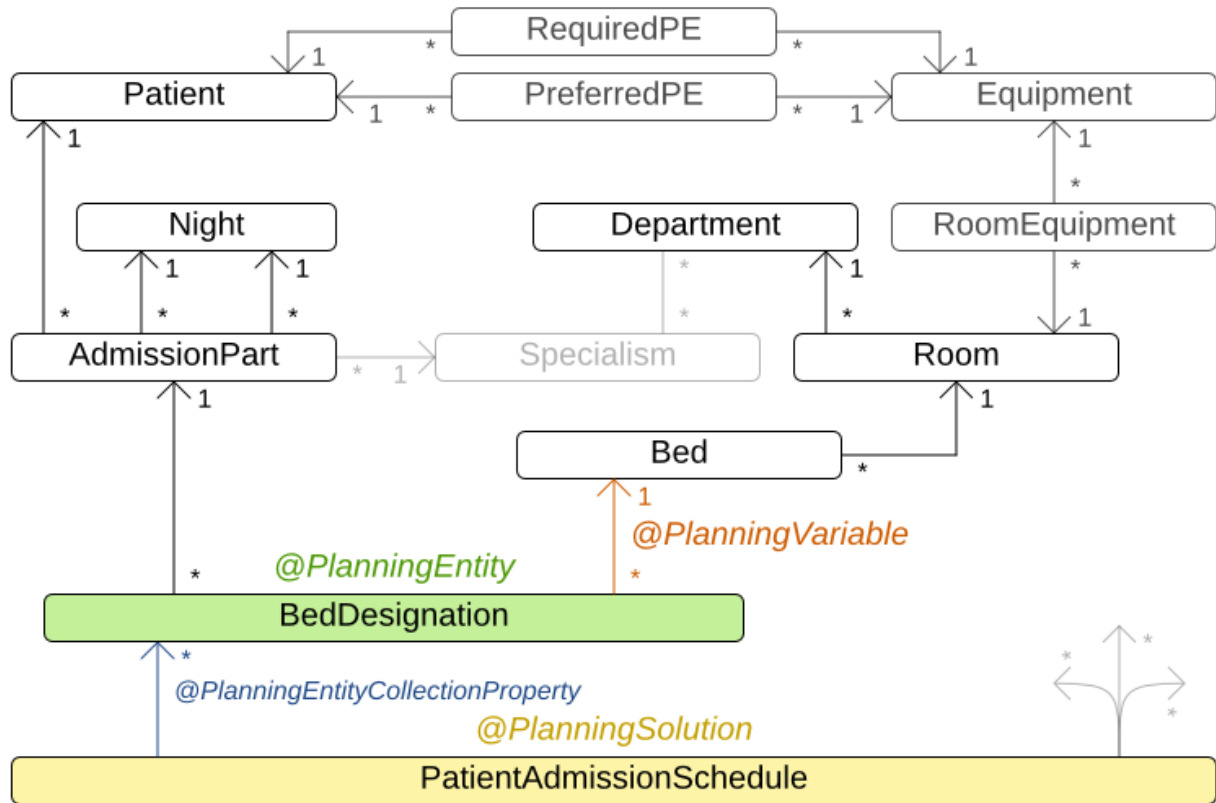 RequiredPE
* *
1 1
Patient PreferredPE Equipment
1 * * 1
1 1
*
Night Department RoomEquipment
1 1 * 1 *
* * * * * 1
AdmissionPart Specialism Room
* 1
1 1
Bed
*
1
@PlanningVariable
@PlanningEntity
* *
BedDesignation
* * *
@PlanningEntityCollectionProperty
*
@PlanningSolution
PatientAdmissionSchedule